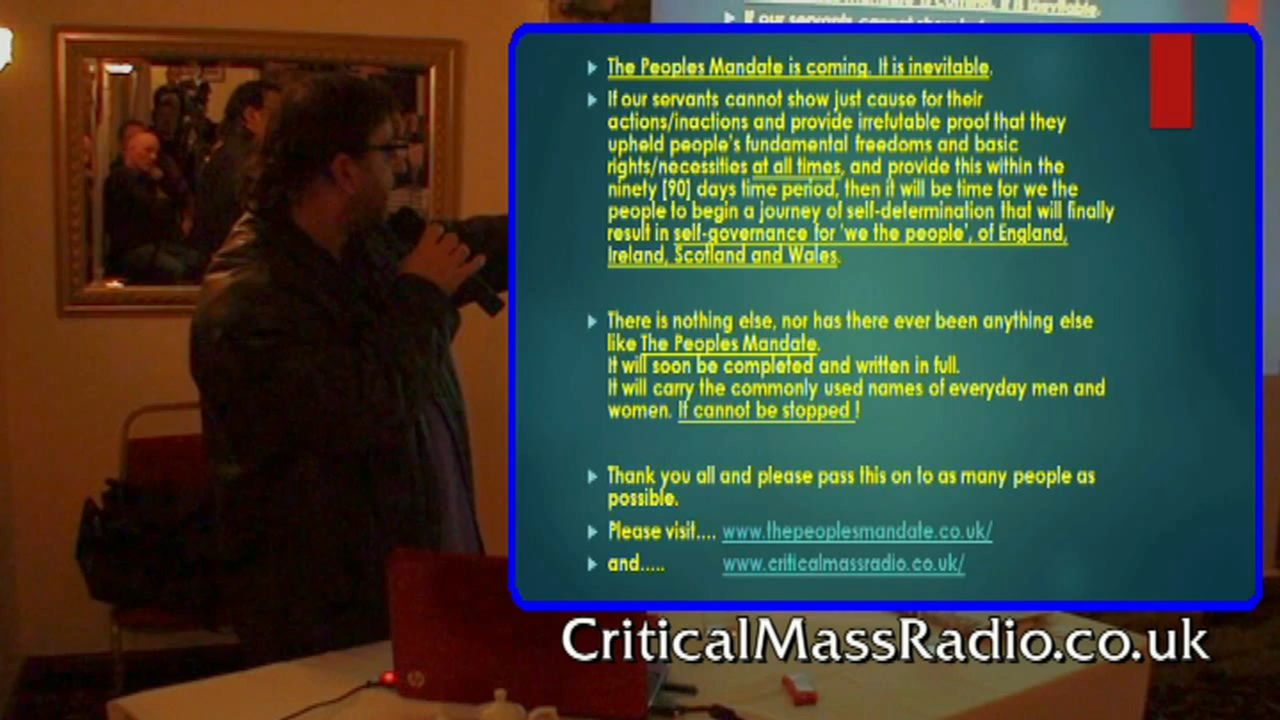 If our servants cannot show
The Peoples Mandate is coming. It is inevitable.
If our servants cannot show just cause for their
actions/inactions and provide irrefutable proof that they
upheld people's fundamental freedoms and basic
rights/necessities at all times, and provide this within the
ninety [90] days time period, then it will be time for we the
people to begin a journey of self-determination that will finally
result in self-governance for 'we the people', of England,
Ireland, Scotland and Wales.
There is nothing else, nor has there ever been anything else
like The Peoples Mandate.
It will soon be completed and written in full.
It will carry the commonly used names of everyday men and
women. It cannot be stopped !
Thank you all and please pass this on to as many people as
possible.
Please visit.... www.thepeoplesmandate.co.uk/
and..... www.criticalmassradio.co.uk/
CriticalMassRadio.co.uk
hp